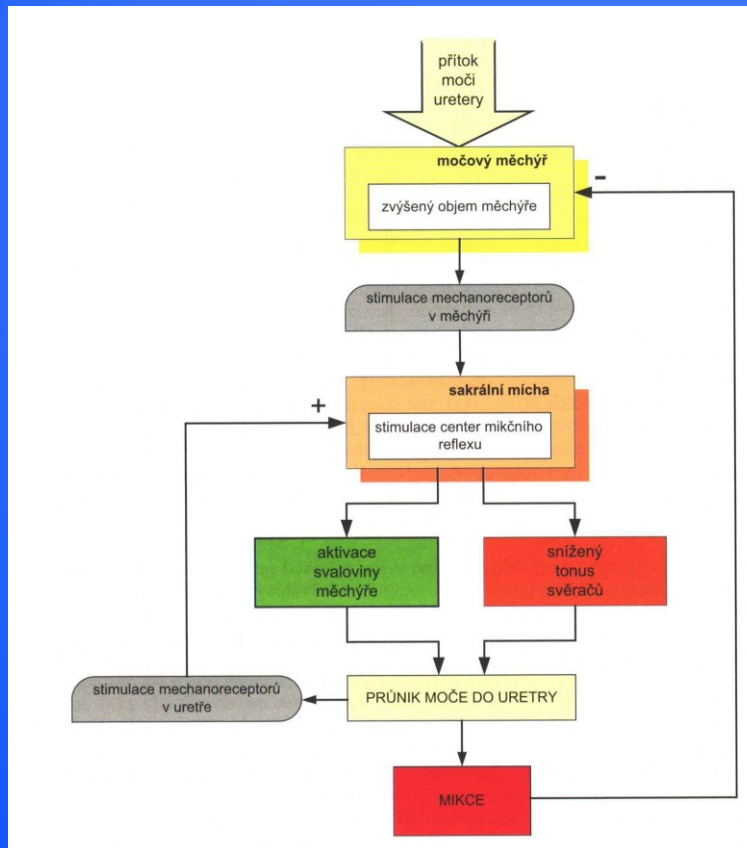 přítok
moči
uretery
močový měchýř
-
zvýšený objem měchýře
stimulace mechanoreceptorů
v měchýři
+
sakrální mícha
stimulace center mikčního
reflexu
aktivace
svaloviny
měchýře
snížený
tonus
svěračů
stimulace mechanoreceptorů
v uretře
PRŮNIK MOČE DO URETRY
MIKCE